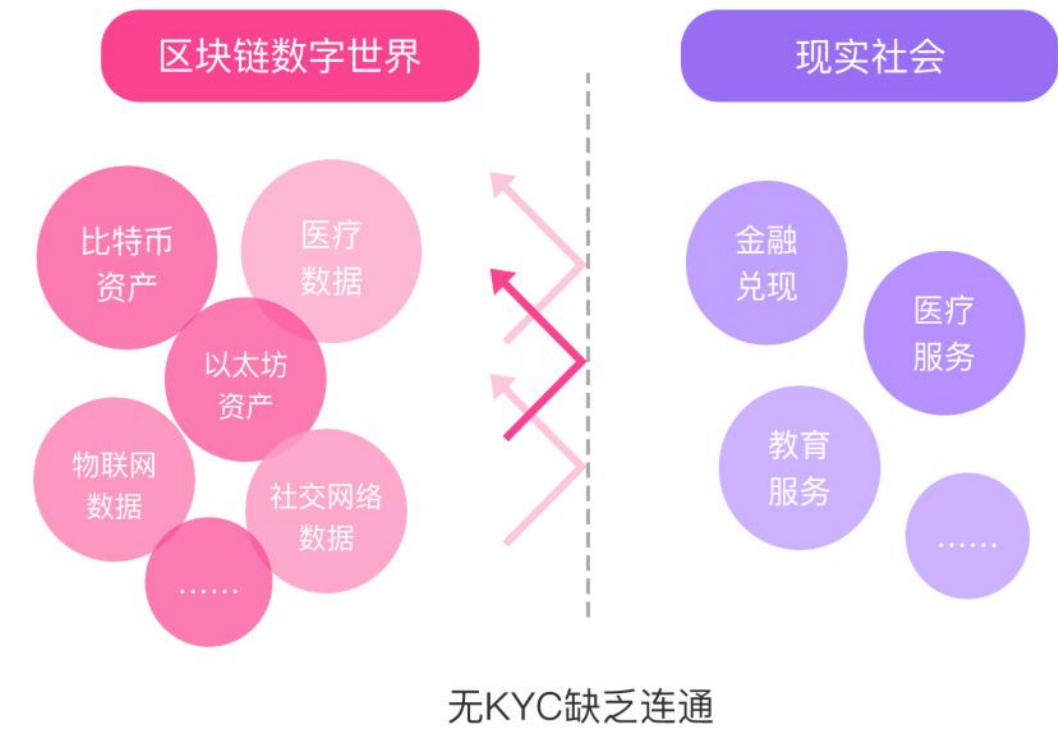 区块链数字世界
现实社会
比特币
资产
医疗
数据
以太坊
资产
物联网
数据
社交网络
数据
……
金融
兑现
医疗
服务
教育
服务
……
无KYC缺乏连通